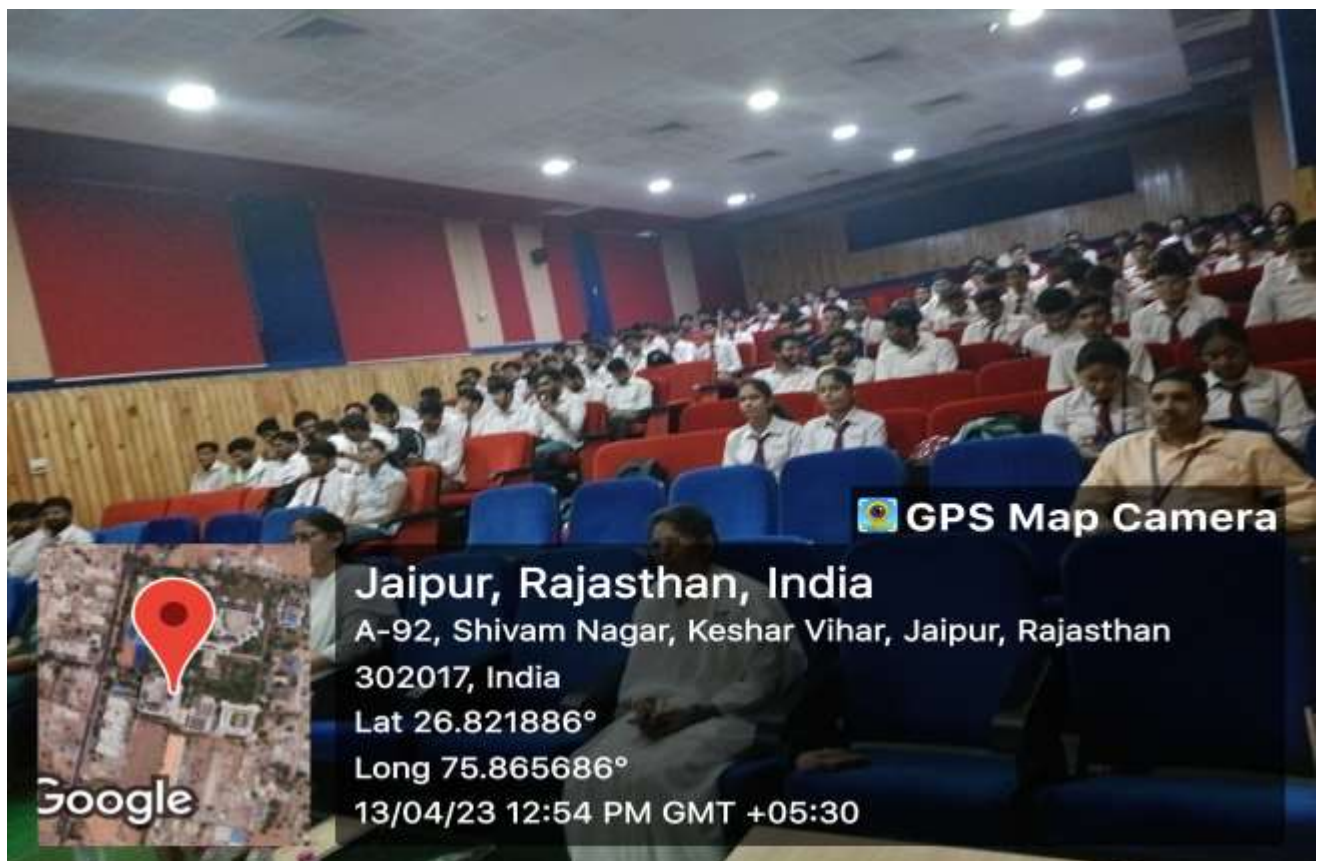 GPS Map Camera
Jaipur, Rajasthan, India
A-92, Shivam Nagar, Keshar Vihar, Jaipur, Rajasthan
302017, India
Lat 26.821886°
Long 75.865686°
13/04/23 12:54 PM GMT +05:30
Google